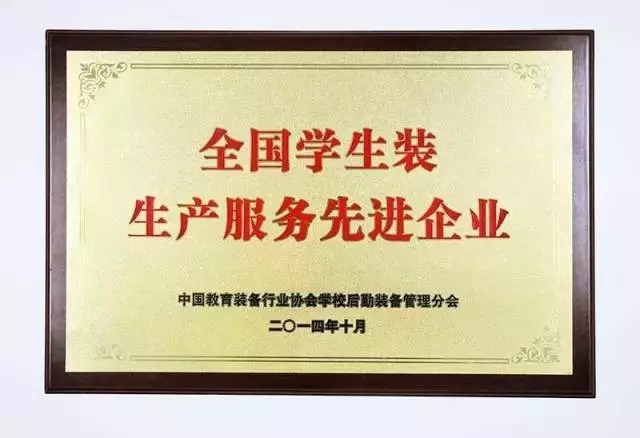 全国学生装
生产服务先进企业
中国教育装备行业协会学校后勤装备管理分会
二〇一四年十月